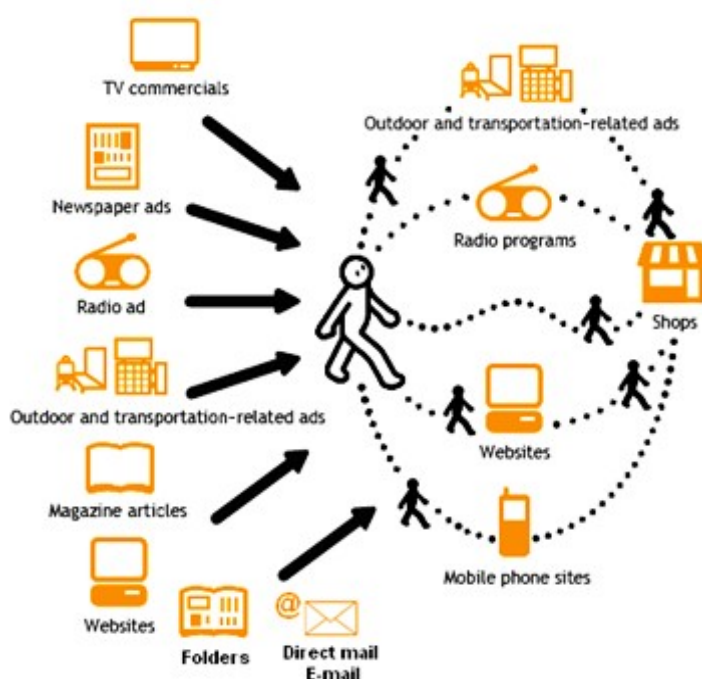 TV commercials
Newspaper ads
Radio ad
Outdoor and transportation-related ads
Magazine articles
Websites
Folders
@
Direct mail
E-mail
Outdoor and transportation-related ads
Radio programs
Shops
Websites
Mobile phone sites